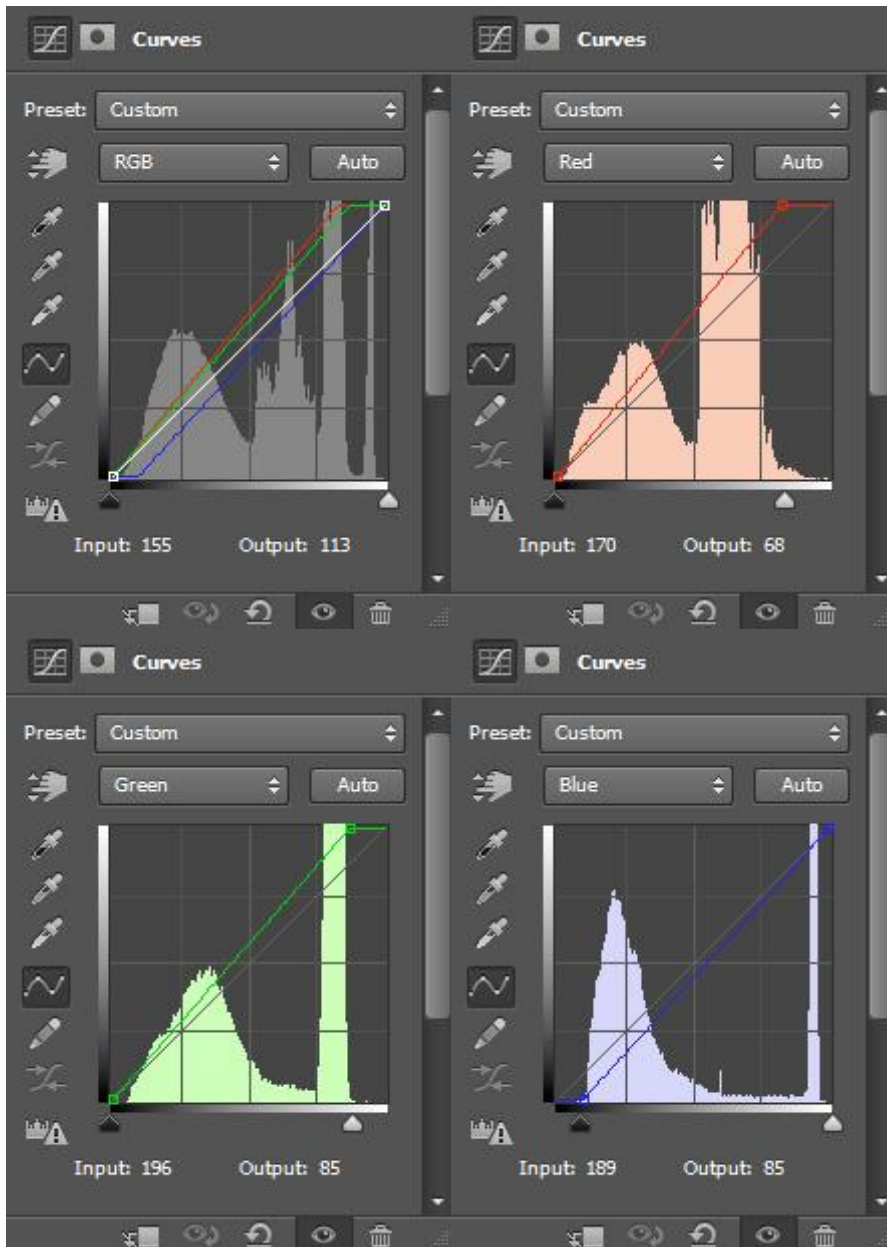 Curves
Preset: Custom
RGB Auto
Input: 155 Output: 113
Curves
Preset: Custom
Red Auto
Input: 170 Output: 68
Curves
Preset: Custom
Green Auto
Input: 196 Output: 85
Curves
Preset: Custom
Blue Auto
Input: 189 Output: 85